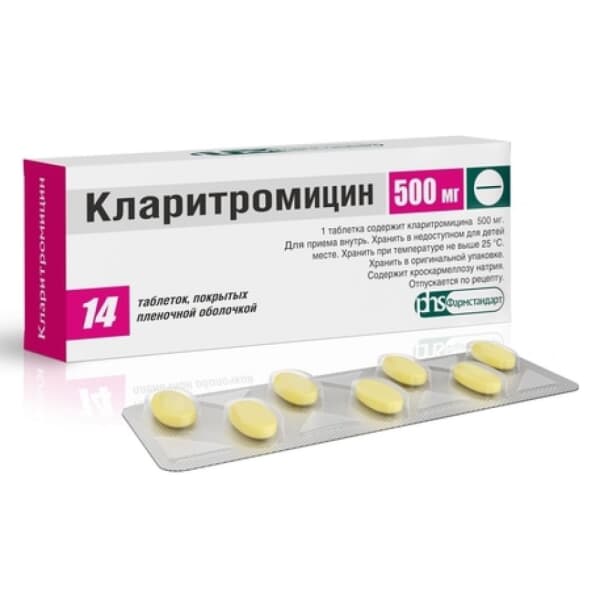 Кларитромицин
500 мг
1 таблетка содержит кларитромицина 500 мг.
Для приема внутрь. Хранить в недоступном для детей
месте. Хранить при температуре не выше 25 °С.
Хранить в оригинальной упаковке.
Содержит кроскармеллозу натрия.
Отпускается по рецепту.
phs Фармстандарт
таблеток, покрытых
пленочной оболочкой
14
Кларитромицин